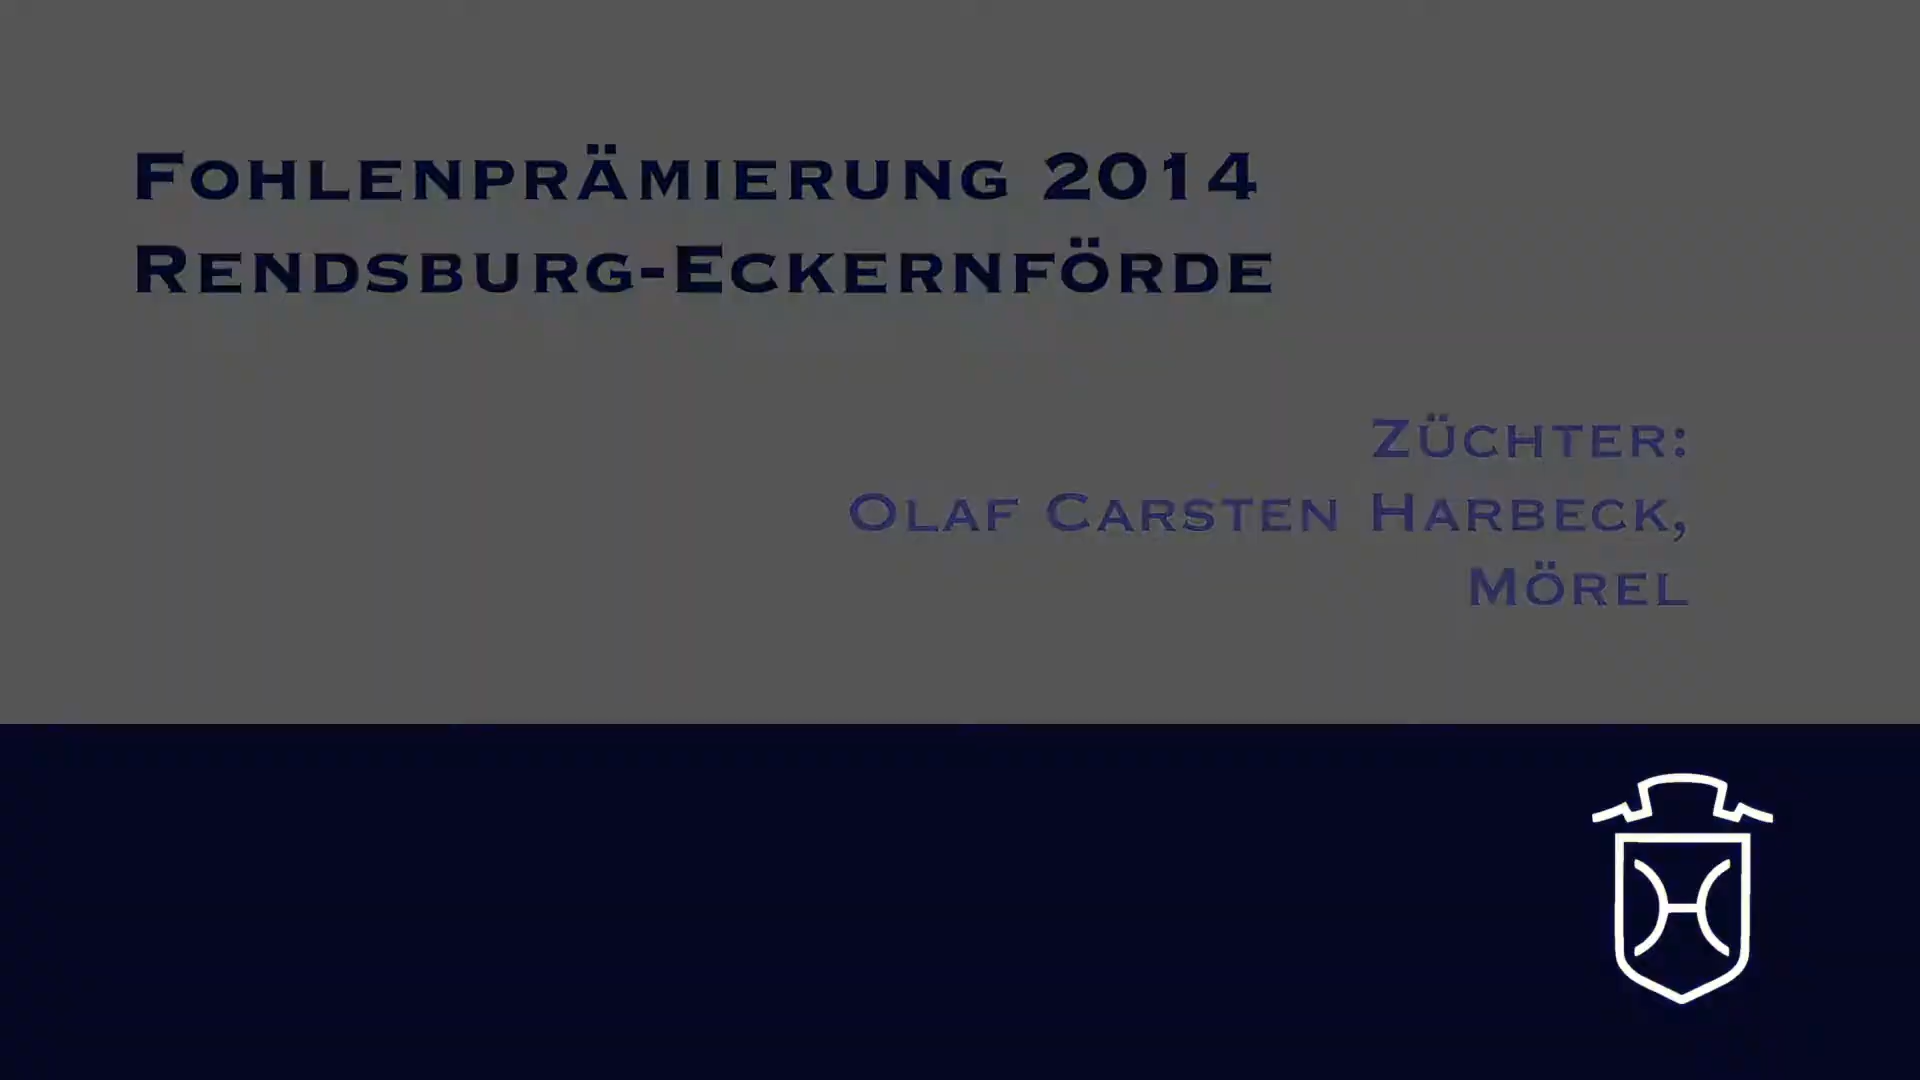 Fohlenprämierung 2014
Rendsburg-Eckernförde
Züchter:
Olaf Carsten Harbeck,
Mörel